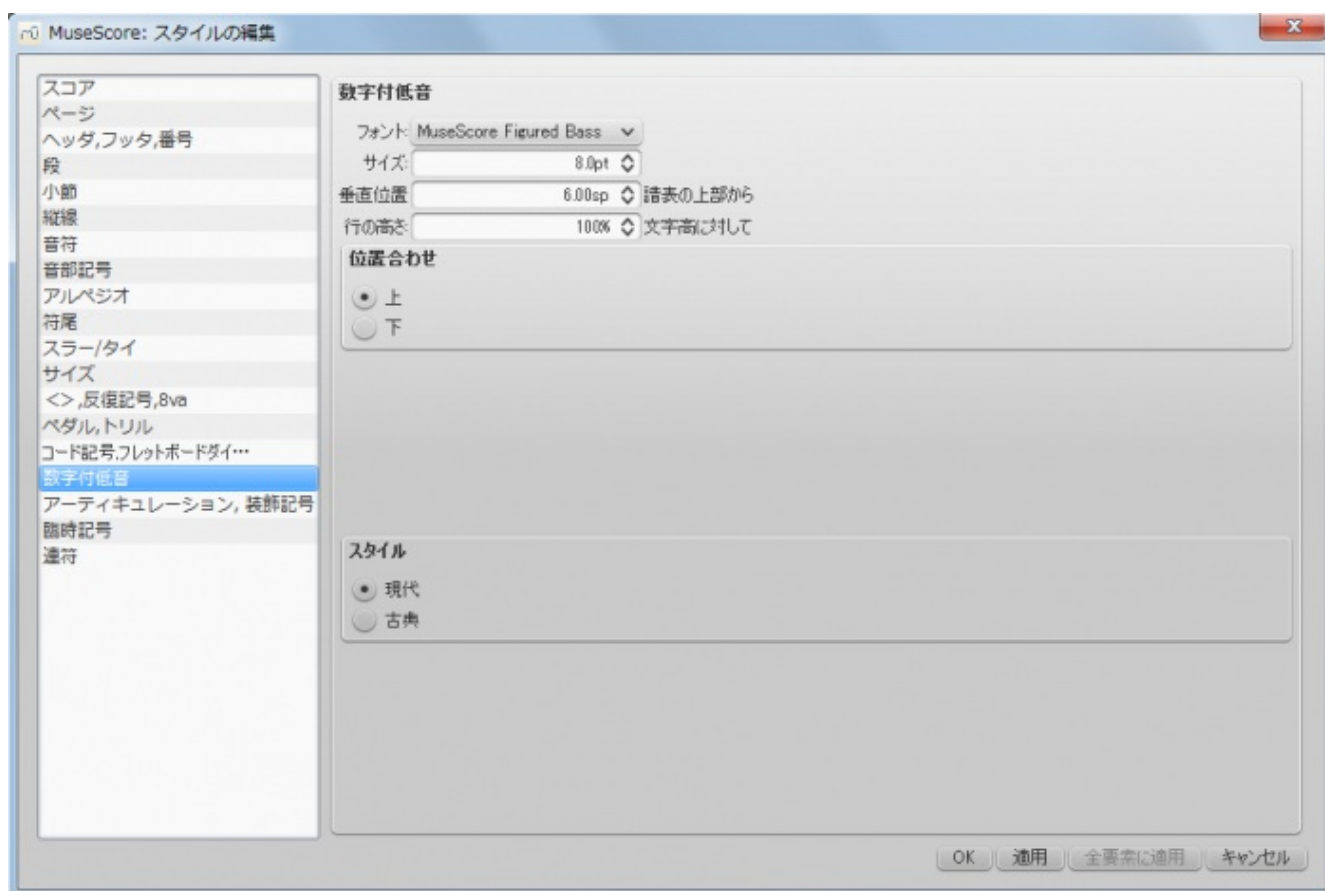 MuseScore: スタイルの編集
スコア
ページ
ヘッダ,フッタ,番号
段
小節
縦線
音符
音部記号
アルペジオ
符尾
スラー/タイ
サイズ
<>,反復記号,8va
ペダル,トリル
コード記号,フレットボードダイ…
数字付低音
アーティキュレーション, 装飾記号
臨時記号
連符
数字付低音
フォント: MuseScore Figured Bass
サイズ: 8.0pt
垂直位置 6.00sp 譜表の上部から
行の高さ: 100% 文字高に対して
位置合わせ
上
下
スタイル
現代
古典
OK 適用 全要素に適用 キャンセル